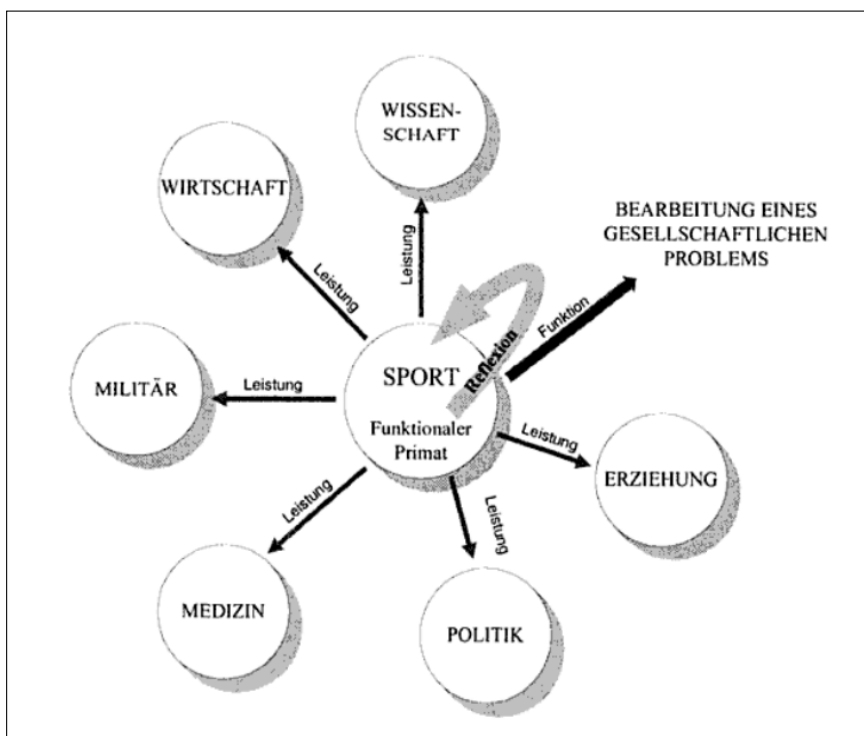 WISSEN-
SCHAFT
WIRTSCHAFT
BEARBEITUNG EINES
GESELLSCHAFTLICHEN
PROBLEMS
Leistung
Leistung
Funktion
Reflexion
MILITÄR
Leistung
SPORT
Funktionaler
Primat
Leistung
ERZIEHUNG
Leistung
Leistung
MEDIZIN
POLITIK